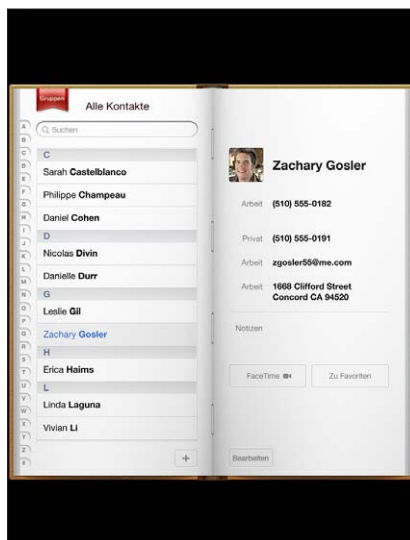 Gruppen
Alle Kontakte
Suchen
A
B
C
D
E
F
G
H
I
J
K
L
M
N
O
P
Q
R
S
T
U
V
W
X
Y
Z
#
C
Sarah Castelblanco
Philippe Champeau
Daniel Cohen
D
Nicolas Divin
Danielle Durr
G
Leslie Gil
Zachary Gosler
H
Erica Haims
L
Linda Laguna
Vivian Li
+
Zachary Gosler
Arbeit (510) 555-0182
Privat (510) 555-0191
Arbeit zgosler55@me.com
Arbeit 1668 Clifford Street
Concord CA 94520
Notizen
FaceTime
Zu Favoriten
Bearbeiten